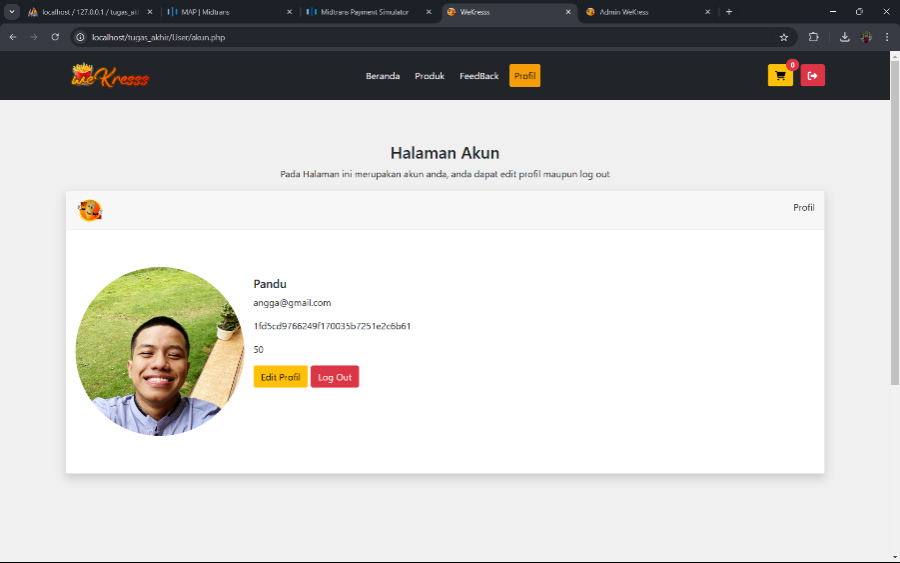 localhost / 127.0.0.1 / tugas_akh
MAP | Midtrans
Midtrans Payment Simulator
WeKresss
Admin WeKress
localhost/tugas_akhir/User/akun.php
WeKresss
Beranda
Produk
FeedBack
Profil
0
Halaman Akun
Pada Halaman ini merupakan akun anda, anda dapat edit profil maupun log out
Profil
Pandu
angga@gmail.com
1fd5cd9766249f170035b7251e2c6b61
50
Edit Profil
Log Out